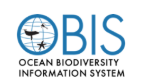 OBIS
OCEAN BIODIVERSITY
INFORMATION SYSTEM